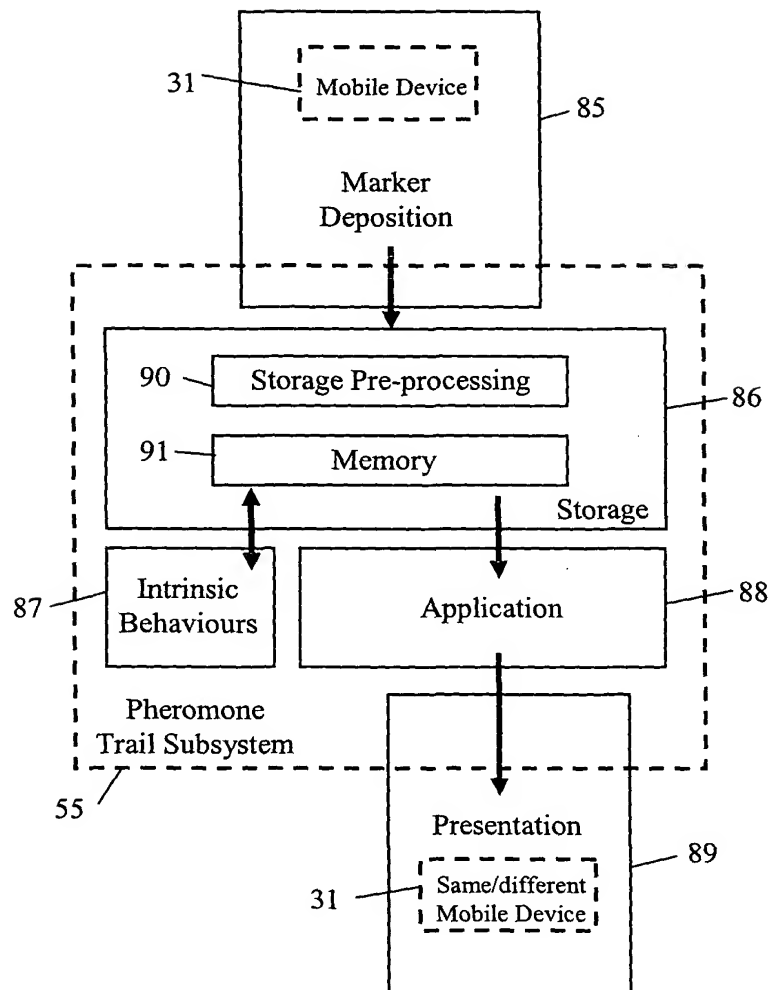 31
Mobile Device
85
Marker
Deposition
90
Storage Pre-processing
86
91
Memory
Storage
87
Intrinsic
Behaviours
Application
88
Pheromone
Trail Subsystem
55
Presentation
89
31
Same/different
Mobile Device